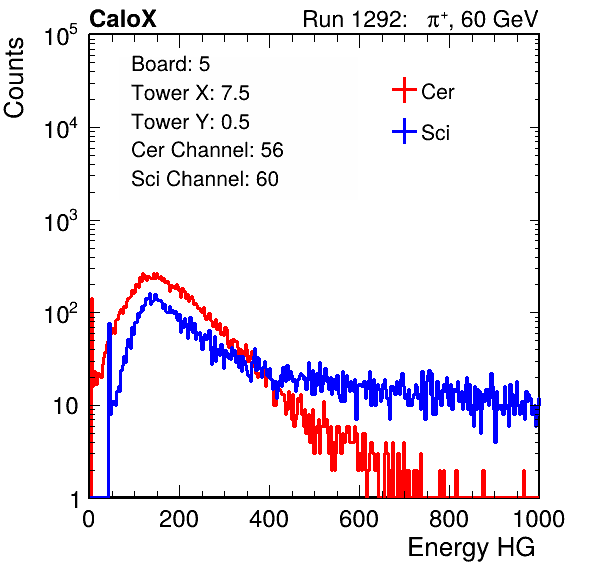 CaloX Run 1292: π⁺, 60 GeV
Counts
Board: 5
Tower X: 7.5
Tower Y: 0.5
Cer Channel: 56
Sci Channel: 60
Cer
Sci
10⁵
10⁴
10³
10²
10
1
0 200 400 600 800 1000
Energy HG